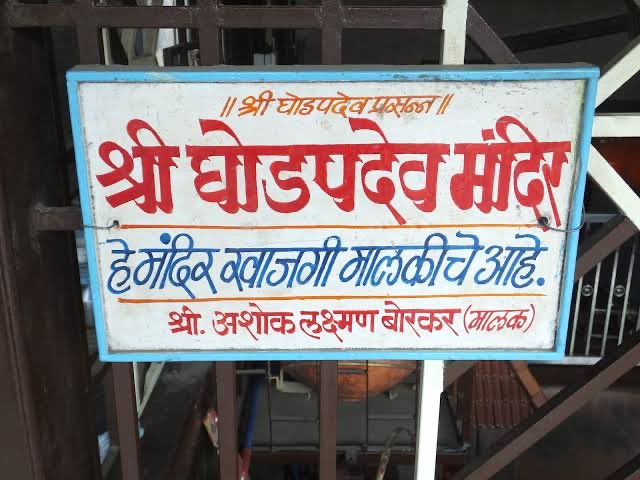 ॥ श्री घोडपदेव प्रसन्न ॥
श्री घोडपदेव मंदिर
हे मंदिर खाजगी मालकीचे आहे.
श्री. अशोक लक्ष्मण बोरकर (मालक)